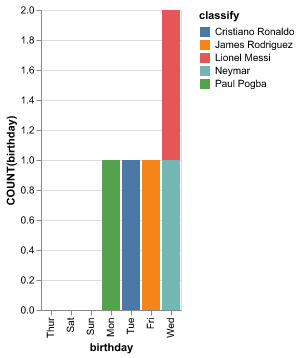 classify
Cristiano Ronaldo
James Rodriguez
Lionel Messi
Neymar
Paul Pogba
COUNT(birthday)
2.0
1.8
1.6
1.4
1.2
1.0
0.8
0.6
0.4
0.2
0.0
Thur
Sat
Sun
Mon
Tue
Fri
Wed
birthday